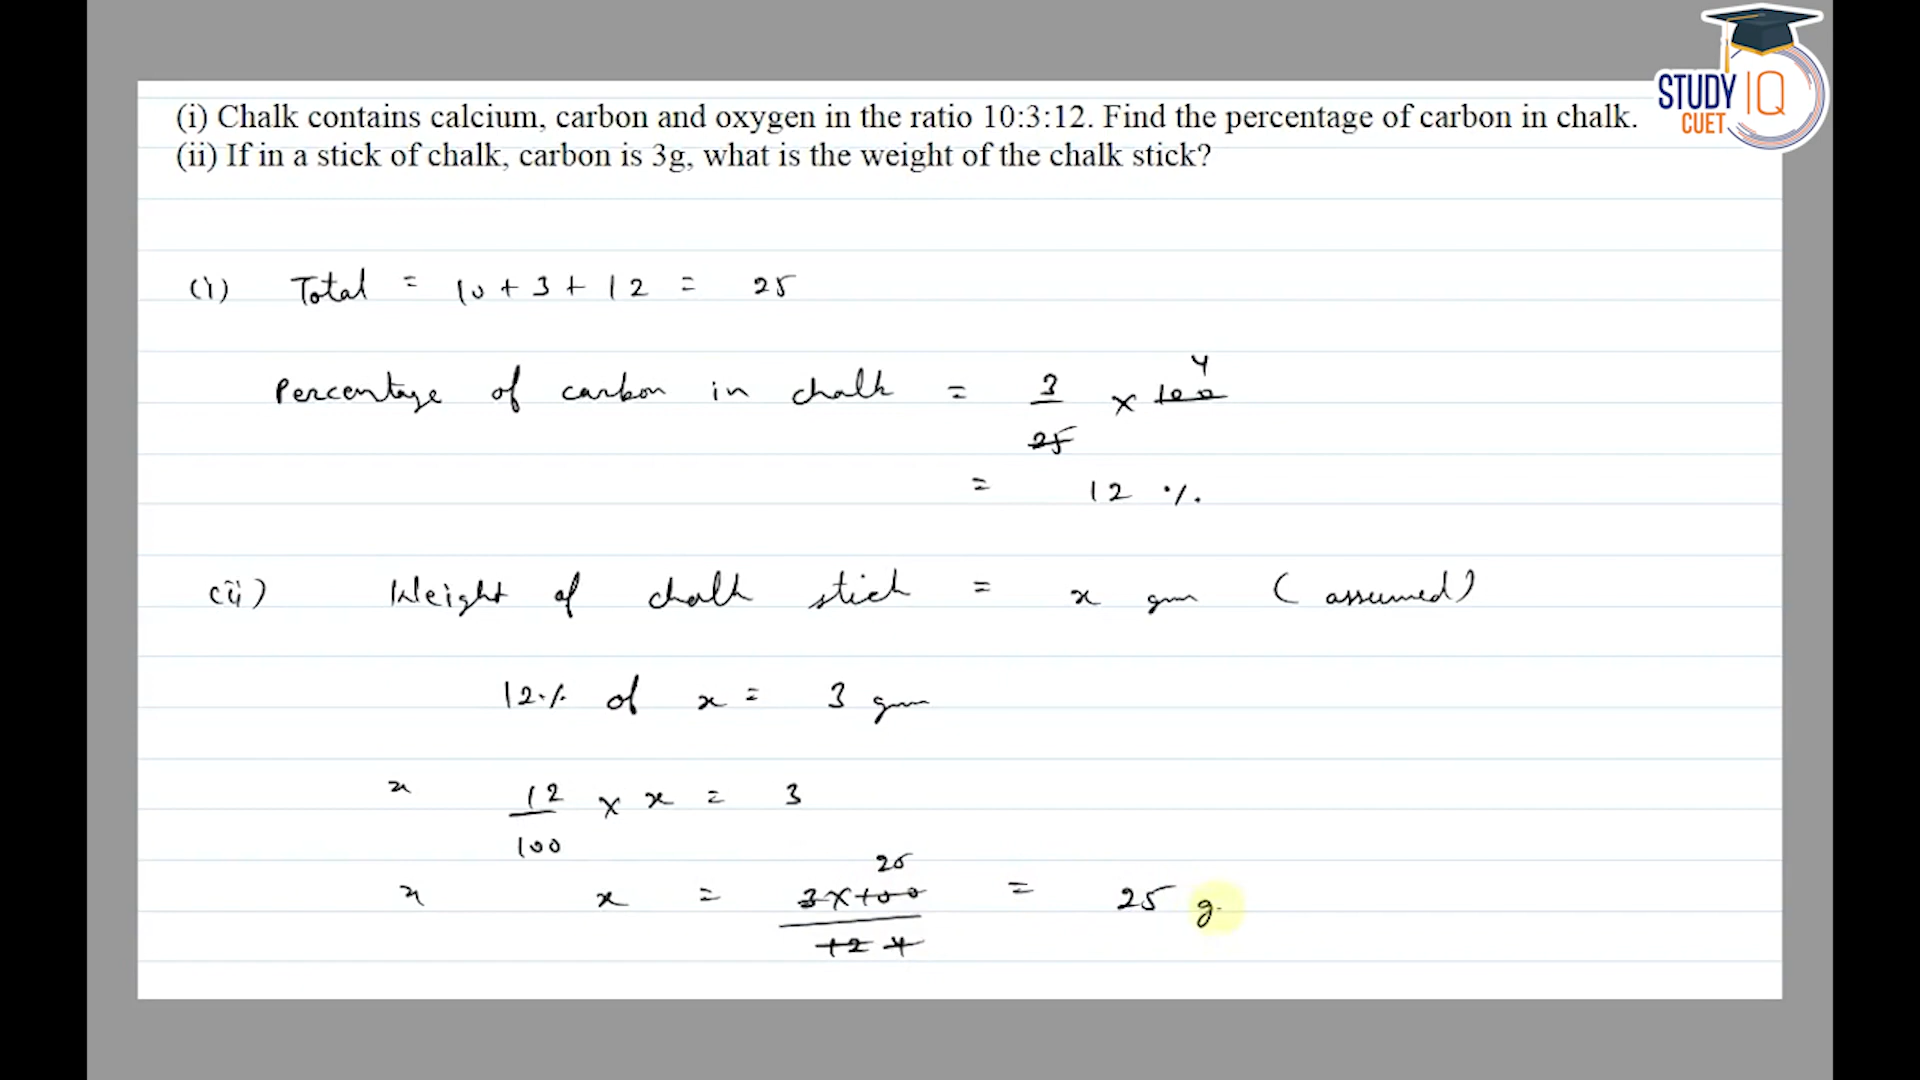 STUDY IQ
CUET
(i) Chalk contains calcium, carbon and oxygen in the ratio 10:3:12. Find the percentage of carbon in chalk.
(ii) If in a stick of chalk, carbon is 3g, what is the weight of the chalk stick?
(i) Total = 10 + 3 + 12 = 25
4
Percentage of carbon in chalk = 3/25 × 100
= 12 %
(ii) Weight of chalk stick = x gm (assumed)
12% of x = 3 gm
12/100 × x = 3
25
x = 3×100 / 12 4 = 25 g.